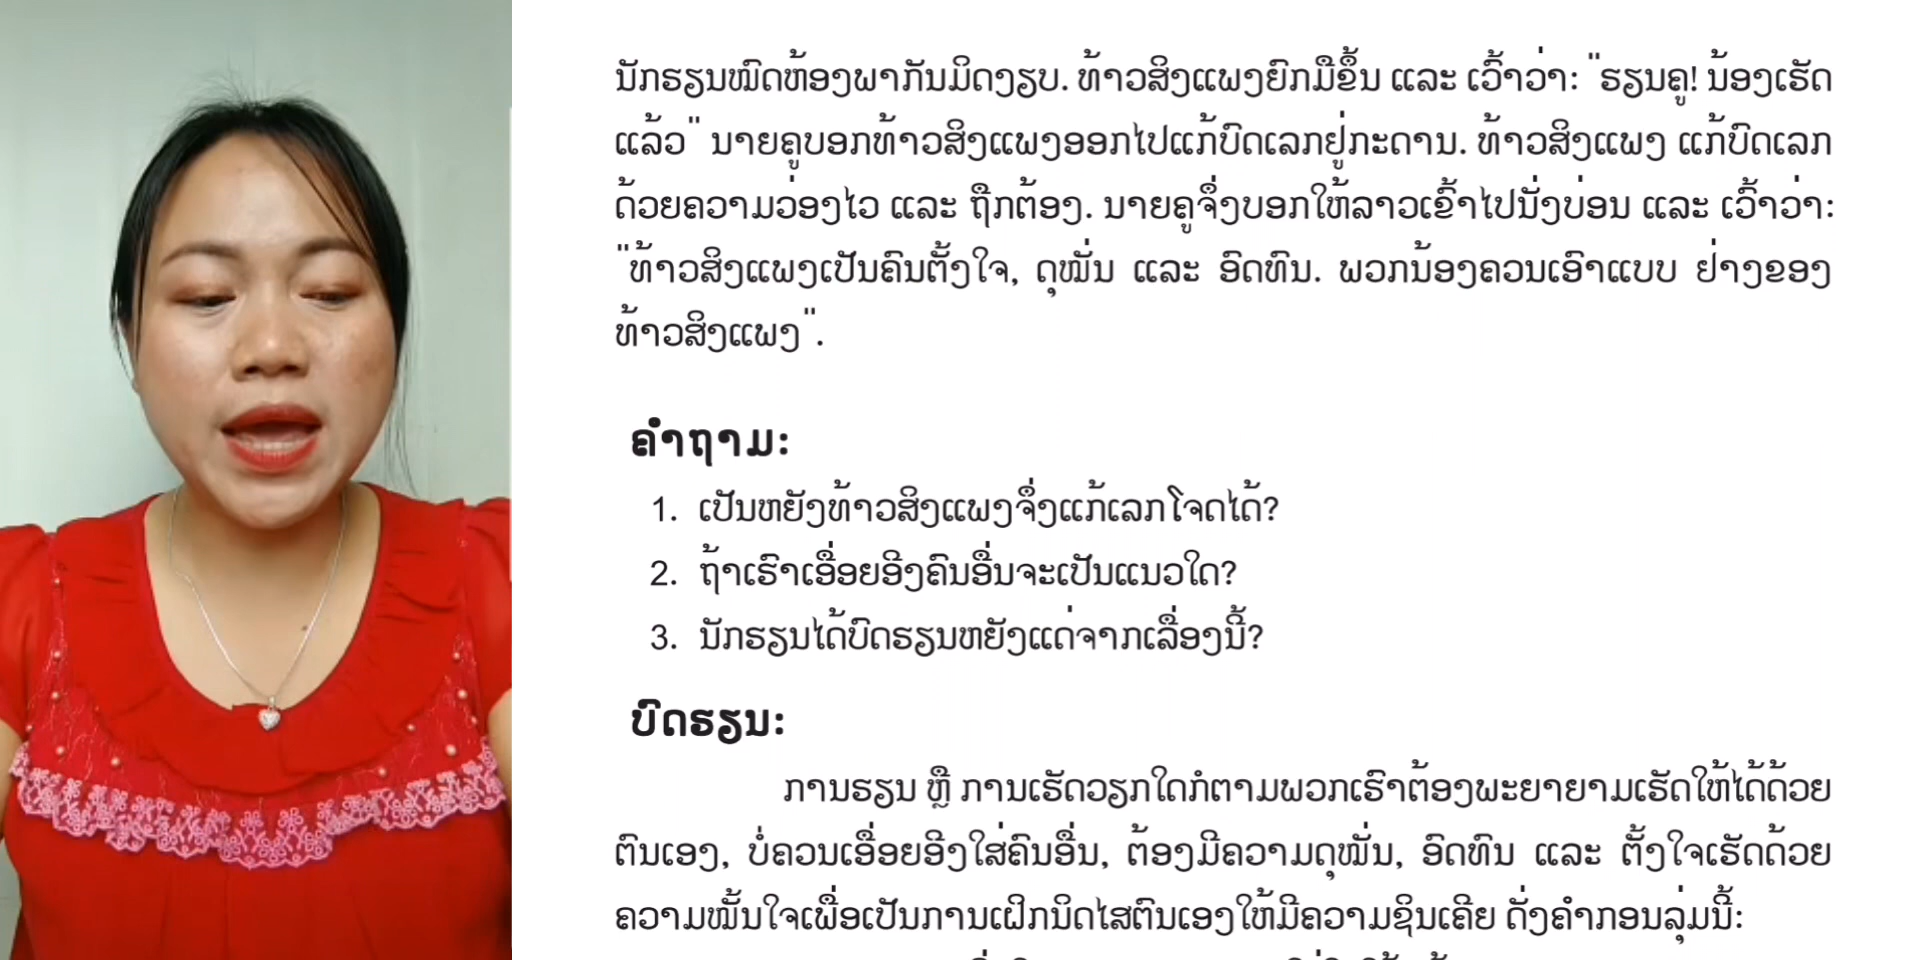 ນັກຮຽນໝົດຫ້ອງພາກັນມິດງຽບ. ທ້າວສິງແພງຍົກມືຂຶ້ນ ແລະ ເວົ້າວ່າ: "ຮຽນຄູ! ນ້ອງເຮັດ
ແລ້ວ" ນາຍຄູບອກທ້າວສິງແພງອອກໄປແກ້ບົດເລກຢູ່ກະດານ. ທ້າວສິງແພງ ແກ້ບົດເລກ
ດ້ວຍຄວາມວ່ອງໄວ ແລະ ຖືກຕ້ອງ. ນາຍຄູຈຶ່ງບອກໃຫ້ລາວເຂົ້າໄປນັ່ງບ່ອນ ແລະ ເວົ້າວ່າ:
"ທ້າວສິງແພງເປັນຄົນຕັ້ງໃຈ, ດຸໝັ່ນ ແລະ ອົດທົນ. ພວກນ້ອງຄວນເອົາແບບ ຢ່າງຂອງ
ທ້າວສິງແພງ".
ຄຳຖາມ:
1. ເປັນຫຍັງທ້າວສິງແພງຈຶ່ງແກ້ເລກໂຈດໄດ້?
2. ຖ້າເຮົາເອື່ອຍອີງຄົນອື່ນຈະເປັນແນວໃດ?
3. ນັກຮຽນໄດ້ບົດຮຽນຫຍັງແດ່ຈາກເລື່ອງນີ້?
ບົດຮຽນ:
ການຮຽນ ຫຼື ການເຮັດວຽກໃດກໍຕາມພວກເຮົາຕ້ອງພະຍາຍາມເຮັດໃຫ້ໄດ້ດ້ວຍ
ຕົນເອງ, ບໍ່ຄວນເອື່ອຍອີງໃສ່ຄົນອື່ນ, ຕ້ອງມີຄວາມດຸໝັ່ນ, ອົດທົນ ແລະ ຕັ້ງໃຈເຮັດດ້ວຍ
ຄວາມໝັ້ນໃຈເພື່ອເປັນການເຝິກນິດໄສຕົນເອງໃຫ້ມີຄວາມຊິນເຄີຍ ດັ່ງຄຳກອນລຸ່ມນີ້: